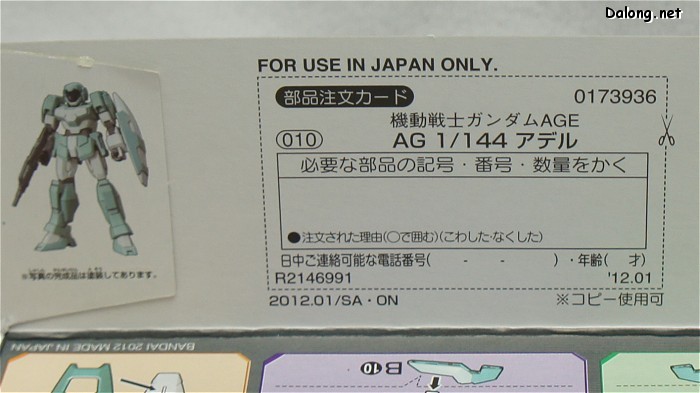 Dalong.net
FOR USE IN JAPAN ONLY.
部品注文カード 0173936
機動戦士ガンダムAGE
010 AG 1/144 アデル
必要な部品の記号・番号・数量をかく
●注文された理由(○で囲む)(こわした・なくした)
日中ご連絡可能な電話番号( - - )・年齢( 才)
R2146991 '12.01
2012.01/SA・ON ※コピー使用可
※写真の完成品は塗装してあります。
BANDAI 2012 MADE IN JAPAN
B10